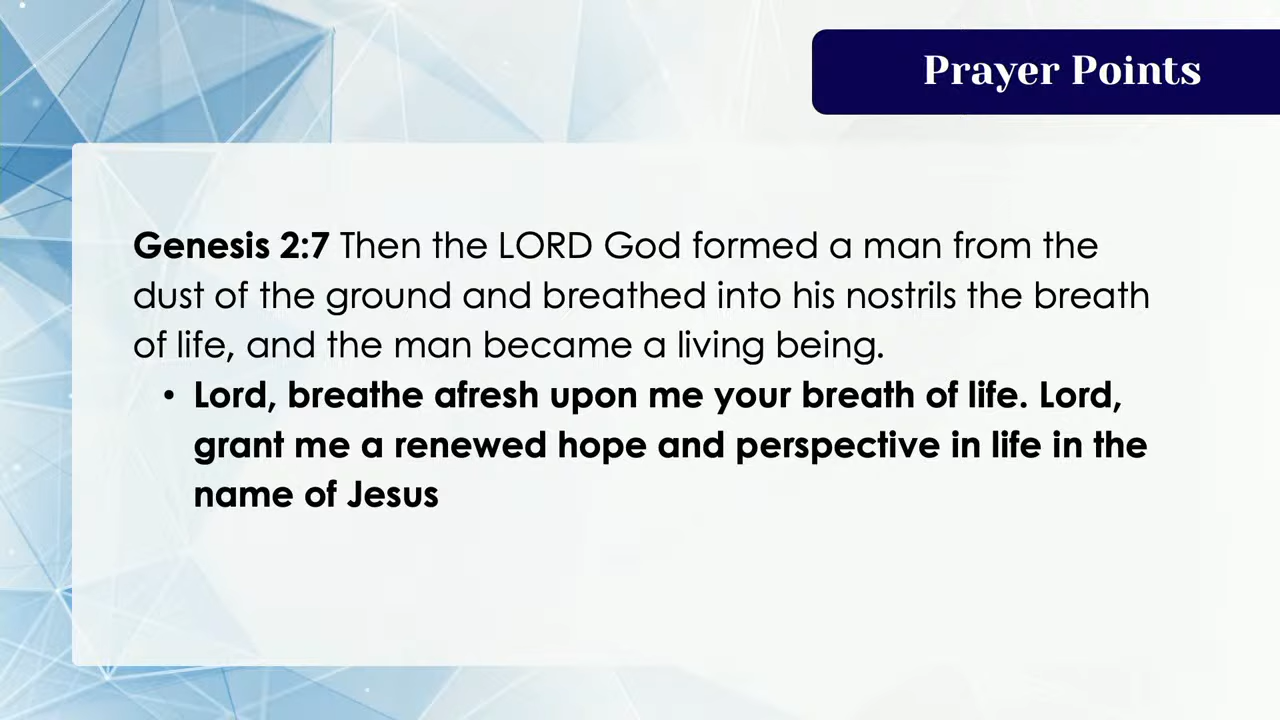 Prayer Points
Genesis 2:7 Then the LORD God formed a man from the
dust of the ground and breathed into his nostrils the breath
of life, and the man became a living being.
• Lord, breathe afresh upon me your breath of life. Lord,
grant me a renewed hope and perspective in life in the
name of Jesus